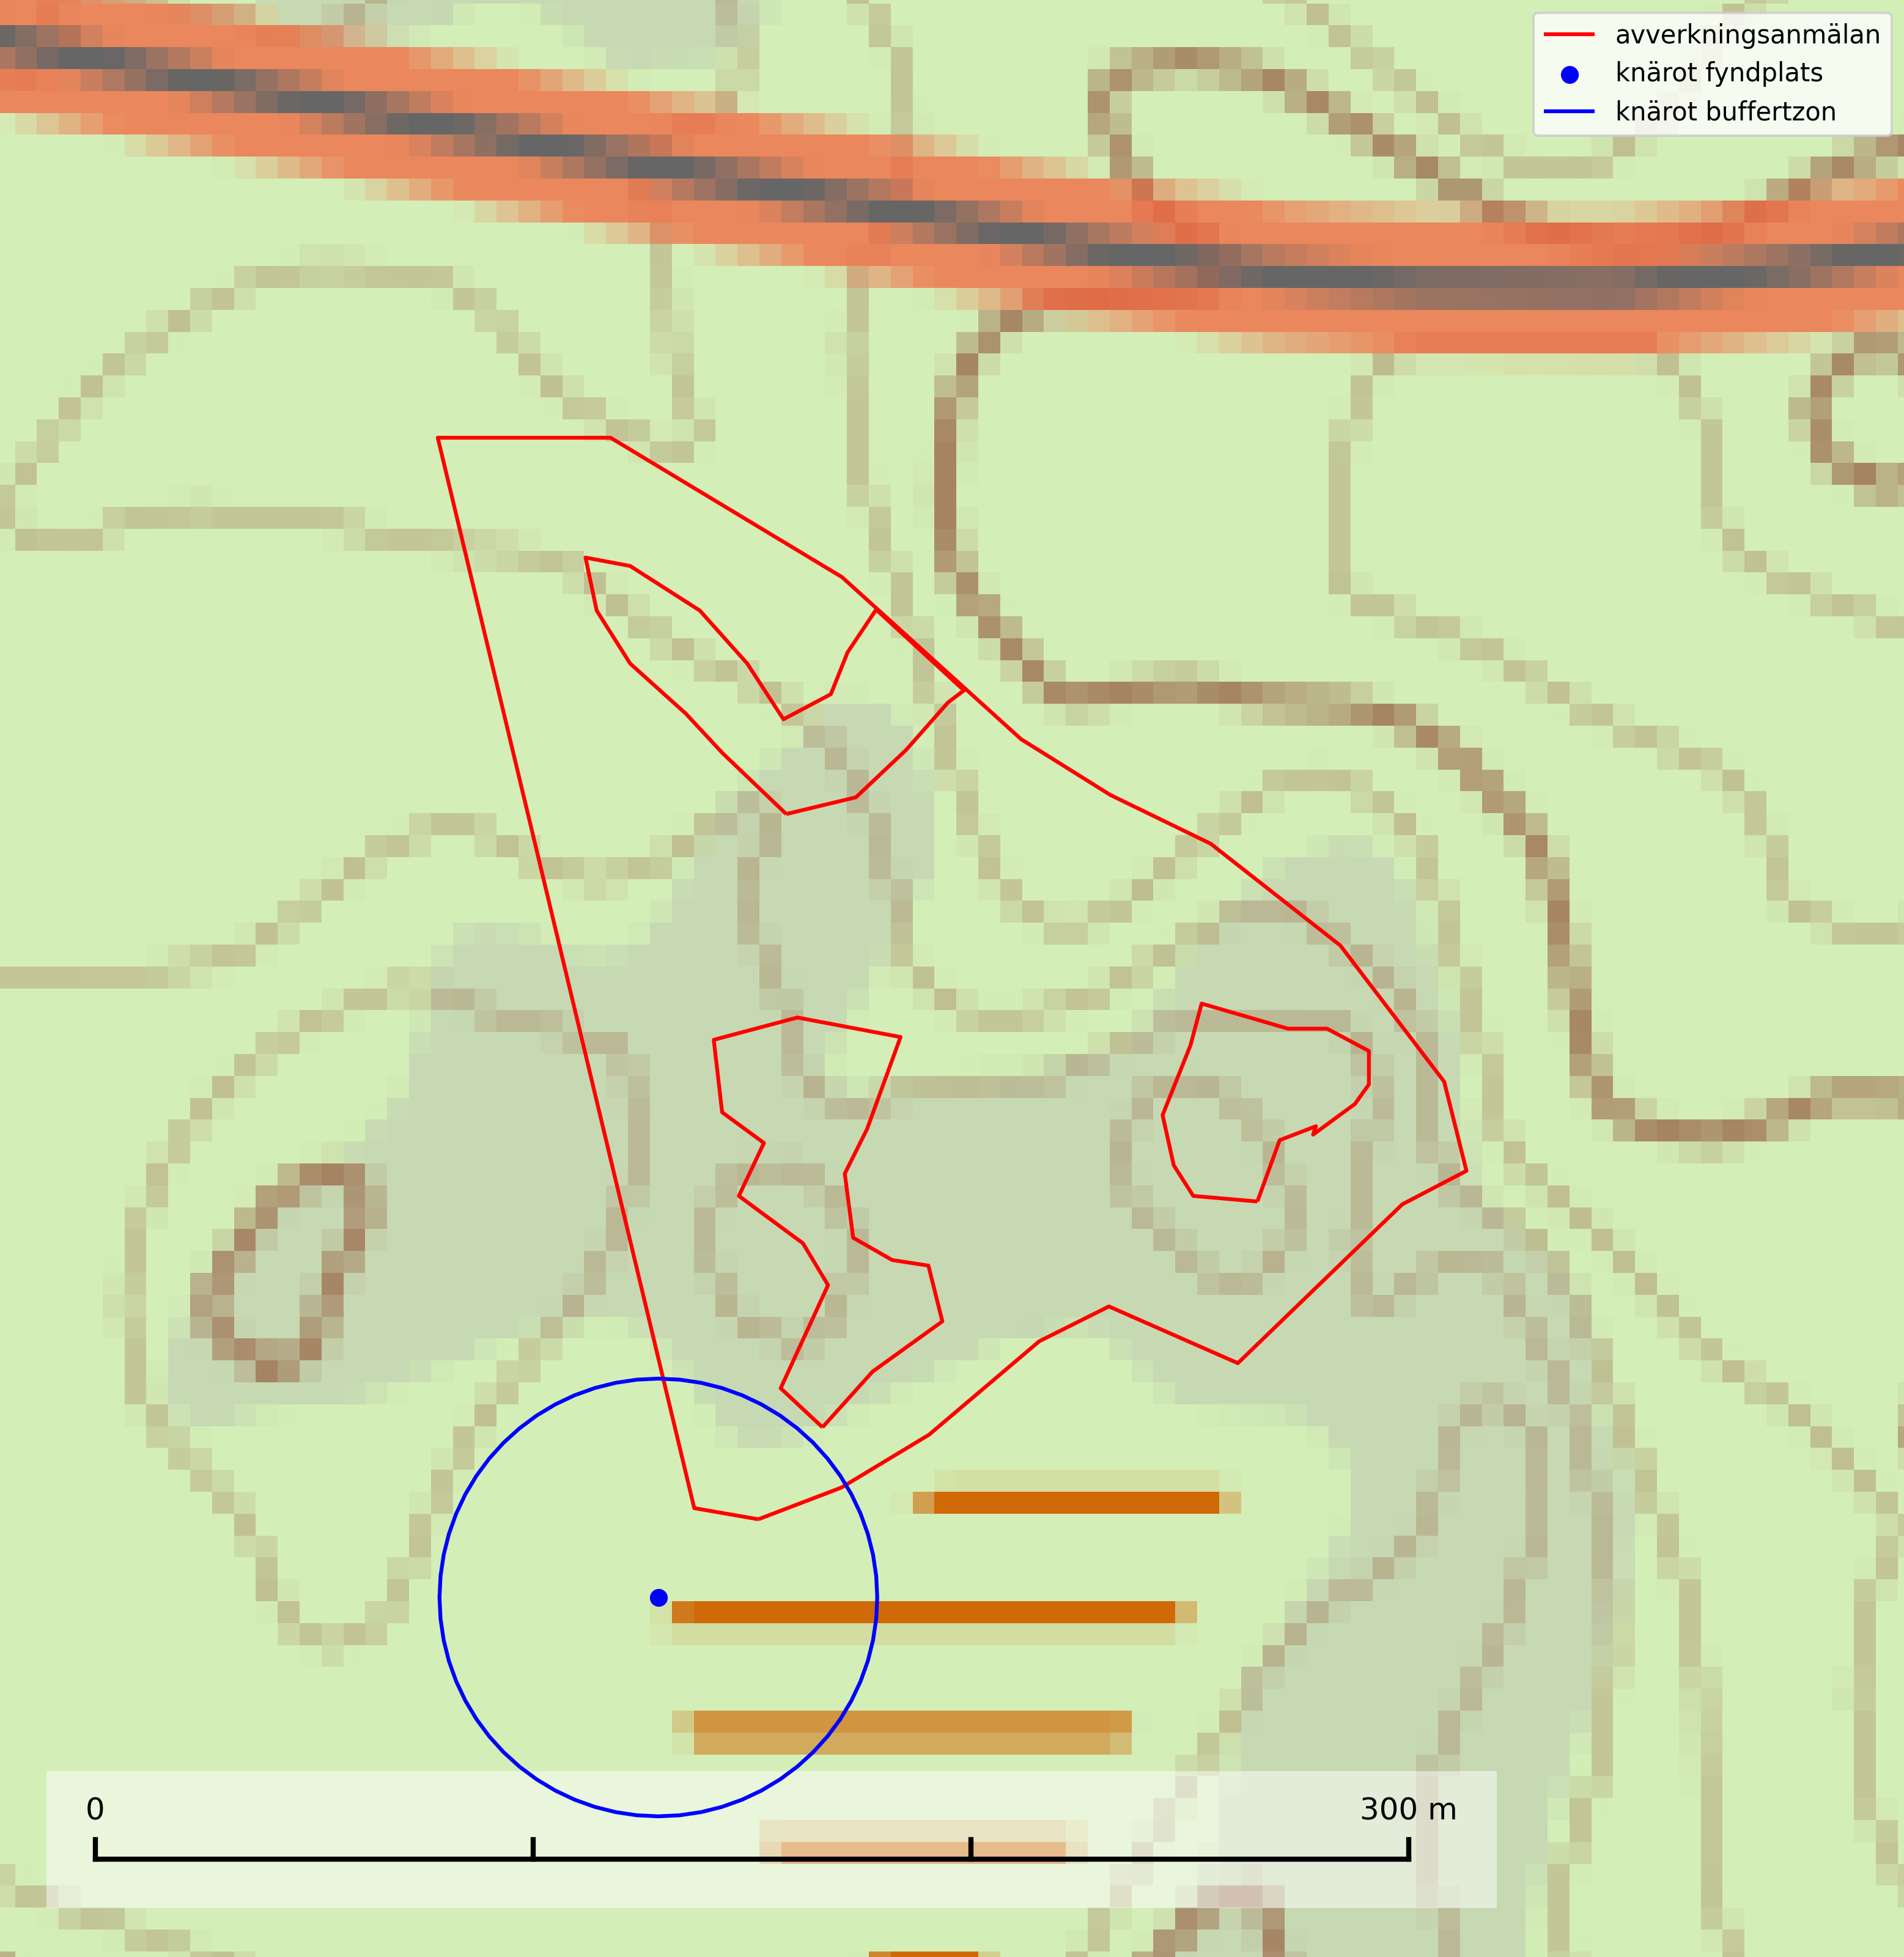 avverkningsanmälan
knärot fyndplats
knärot buffertzon
0
300 m